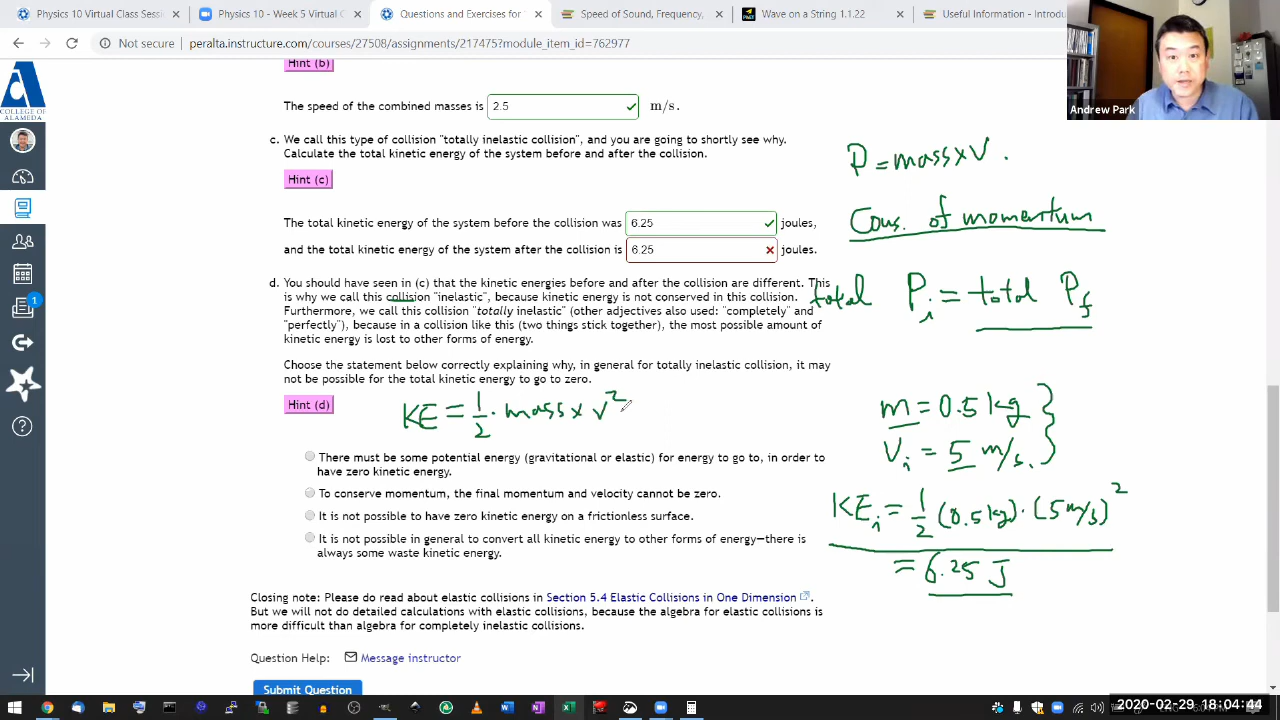 Physics 10 Virtual Class Session
Physics 10 - Week 5 Virtual C
Questions and Exercises for
Speed of Sound, Frequency,
Wave on a String 1.1.22
Useful Information - Introdu
Not secure | peralta.instructure.com/courses/27508/assignments/217475?module_item_id=762977
Andrew Park
COLLEGE OF
ALAMEDA
1
Hint (b)
The speed of the combined masses is 2.5 m/s.
c. We call this type of collision "totally inelastic collision", and you are going to shortly see why.
Calculate the total kinetic energy of the system before and after the collision.
Hint (c)
The total kinetic energy of the system before the collision was 6.25 joules,
and the total kinetic energy of the system after the collision is 6.25 joules.
d. You should have seen in (c) that the kinetic energies before and after the collision are different. This
is why we call this collision "inelastic", because kinetic energy is not conserved in this collision.
Furthermore, we call this collision "totally inelastic" (other adjectives also used: "completely" and
"perfectly"), because in a collision like this (two things stick together), the most possible amount of
kinetic energy is lost to other forms of energy.
Choose the statement below correctly explaining why, in general for totally inelastic collision, it may
not be possible for the total kinetic energy to go to zero.
Hint (d)
KE = 1/2 · mass x v²
There must be some potential energy (gravitational or elastic) for energy to go to, in order to
have zero kinetic energy.
To conserve momentum, the final momentum and velocity cannot be zero.
It is not possible to have zero kinetic energy on a frictionless surface.
It is not possible in general to convert all kinetic energy to other forms of energy—there is
always some waste kinetic energy.
Closing note: Please do read about elastic collisions in Section 5.4 Elastic Collisions in One Dimension.
But we will not do detailed calculations with elastic collisions, because the algebra for elastic collisions is
more difficult than algebra for completely inelastic collisions.
Question Help: Message instructor
Submit Question
P = mass x V .
Cons. of momentum
total Pi = total Pf
m = 0.5 kg
Vi = 5 m/s.
KEi = 1/2 (0.5 kg) · (5 m/s)²
= 6.25 J
2020-02-29 18:04:44